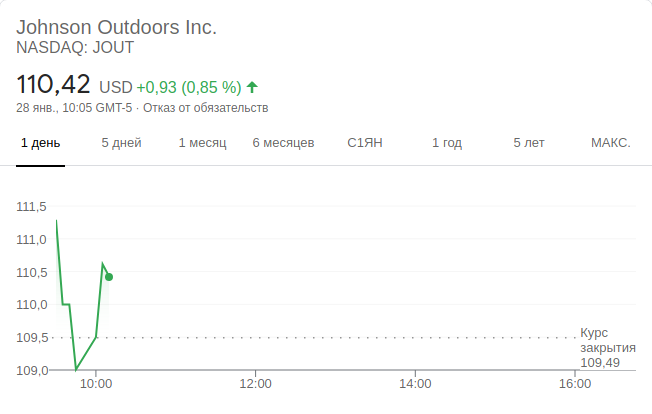 Johnson Outdoors Inc.
NASDAQ: JOUT
110,42 USD +0,93 (0,85 %)
28 янв., 10:05 GMT-5 · Отказ от обязательств
1 день 5 дней 1 месяц 6 месяцев С1ЯН 1 год 5 лет МАКС.
111,5
111,0
110,5
110,0
109,5
109,0
Курс
закрытия
109,49
10:00 12:00 14:00 16:00